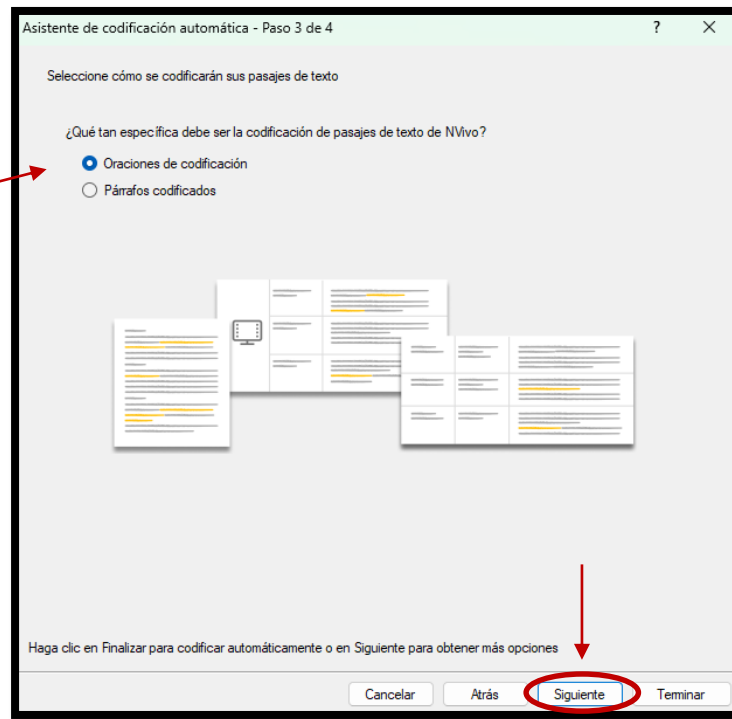 Asistente de codificación automática - Paso 3 de 4 ? X
Seleccione cómo se codificarán sus pasajes de texto
¿Qué tan específica debe ser la codificación de pasajes de texto de NVivo?
Oraciones de codificación
Párrafos codificados
Haga clic en Finalizar para codificar automáticamente o en Siguiente para obtener más opciones
Cancelar Atrás Siguiente Terminar